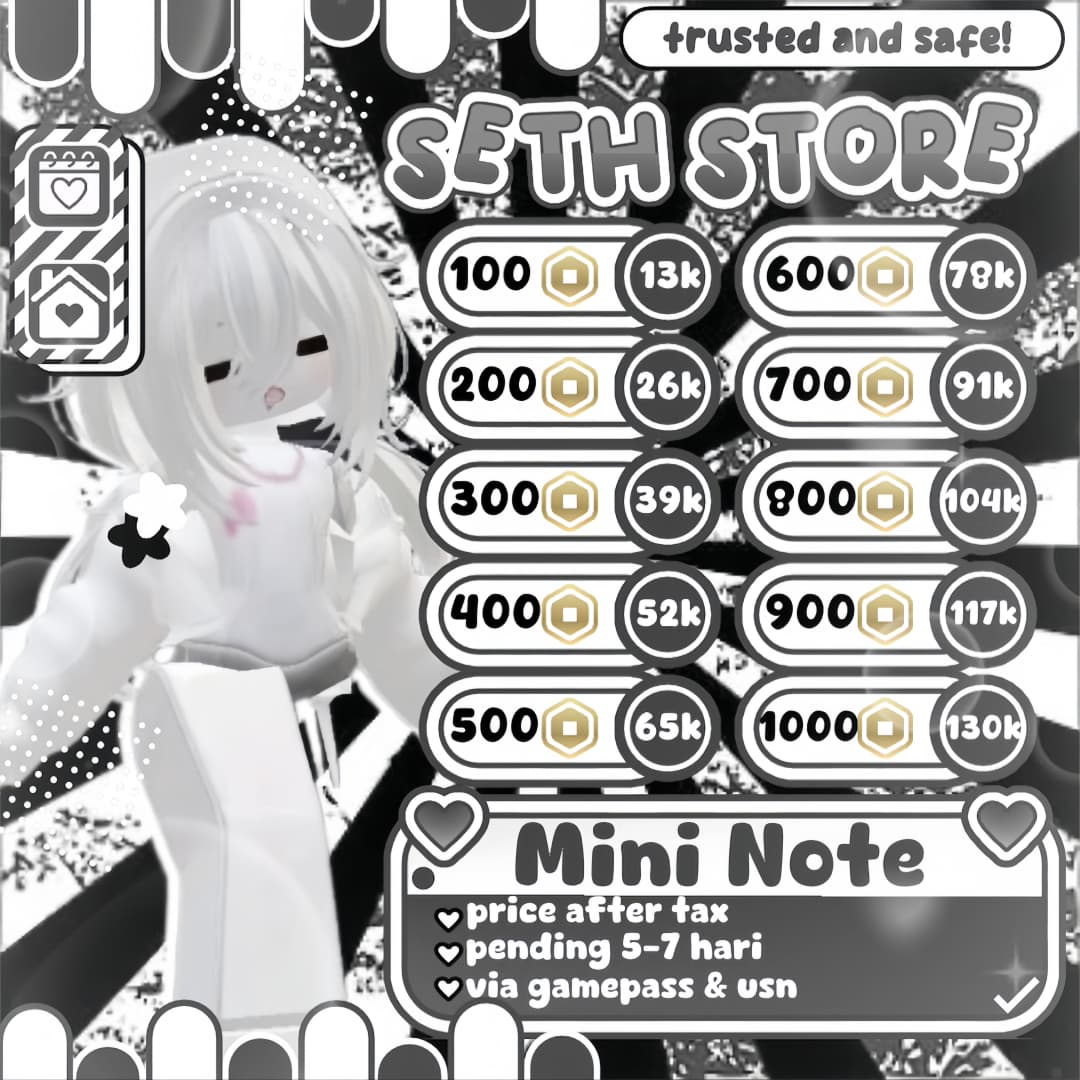 trusted and safe!
SETH STORE
100 13k
200 26k
300 39k
400 52k
500 65k
600 78k
700 91k
800 104k
900 117k
1000 130k
Mini Note
price after tax
pending 5-7 hari
via gamepass & usn